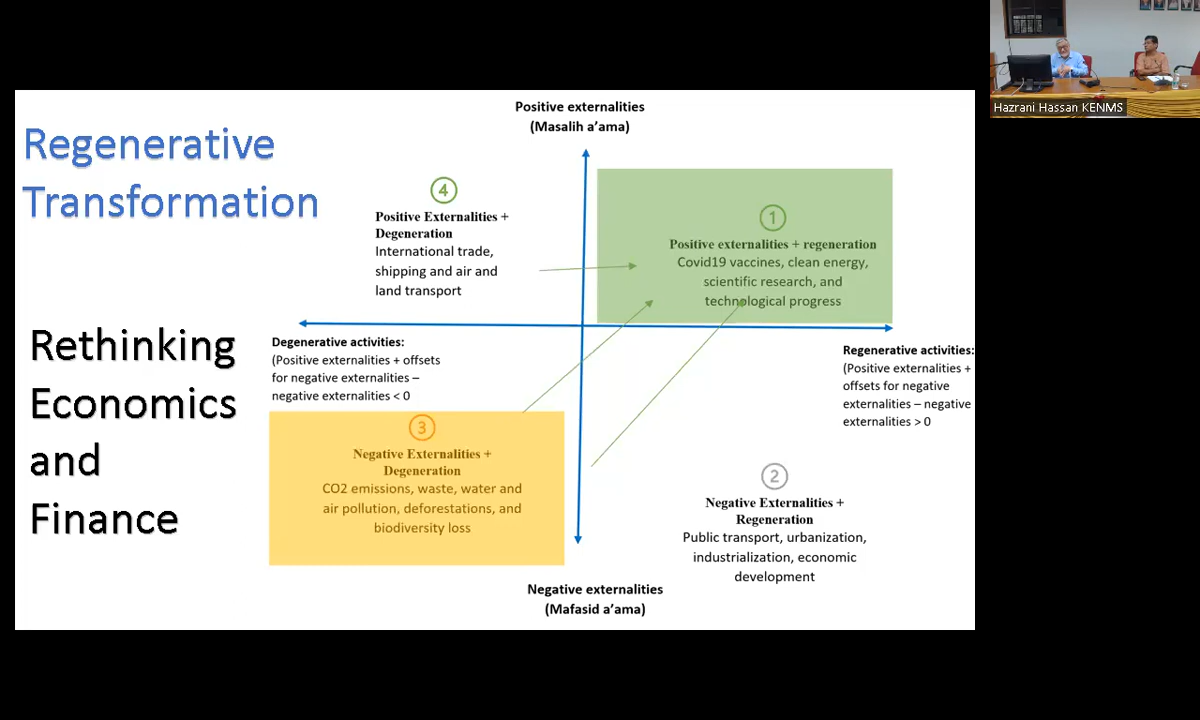 Hazrani Hassan KENMS
Regenerative
Transformation
Rethinking
Economics
and
Finance
Positive externalities
(Masalih a’ama)
4
Positive Externalities +
Degeneration
International trade,
shipping and air and
land transport
1
Positive externalities + regeneration
Covid19 vaccines, clean energy,
scientific research, and
technological progress
Degenerative activities:
(Positive externalities + offsets
for negative externalities –
negative externalities < 0
Regenerative activities:
(Positive externalities +
offsets for negative
externalities – negative
externalities > 0
3
Negative Externalities +
Degeneration
CO2 emissions, waste, water and
air pollution, deforestations, and
biodiversity loss
2
Negative Externalities +
Regeneration
Public transport, urbanization,
industrialization, economic
development
Negative externalities
(Mafasid a’ama)